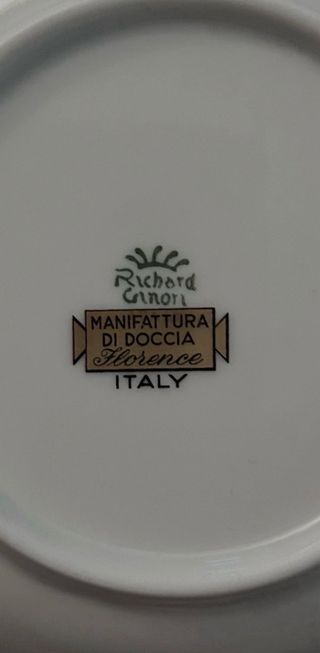 Richard
Ginori
MANIFATTURA
DI DOCCIA
Florence
ITALY